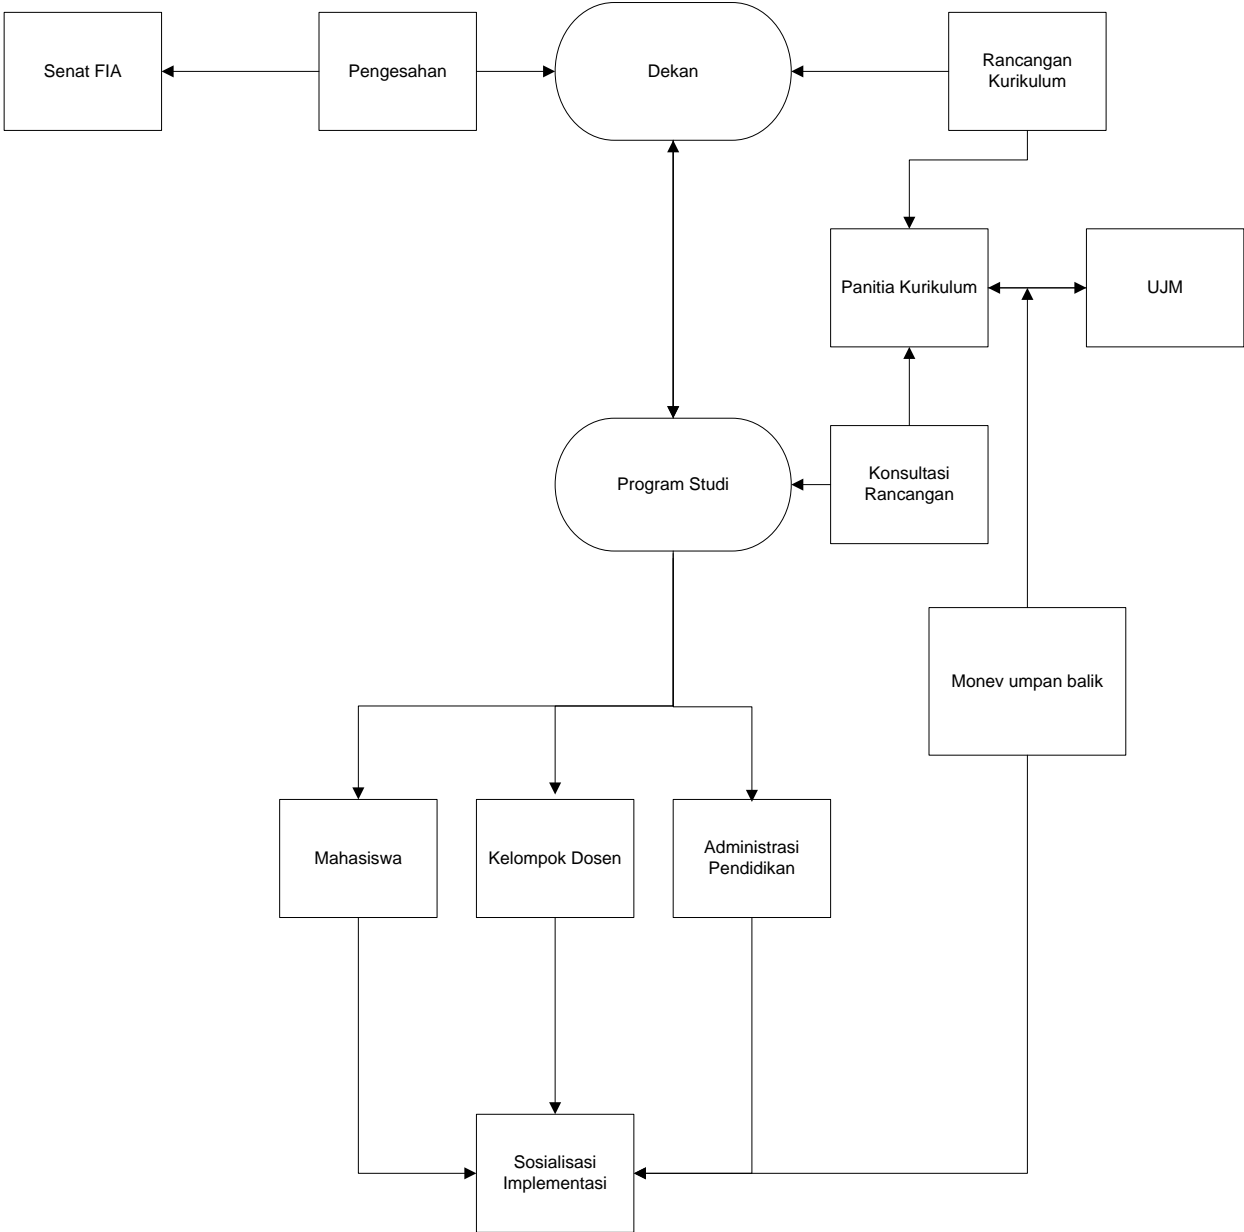 Senat FIA
Pengesahan
Dekan
Rancangan
Kurikulum
Panitia Kurikulum
UJM
Program Studi
Konsultasi
Rancangan
Monev umpan balik
Mahasiswa
Kelompok Dosen
Administrasi
Pendidikan
Sosialisasi
Implementasi